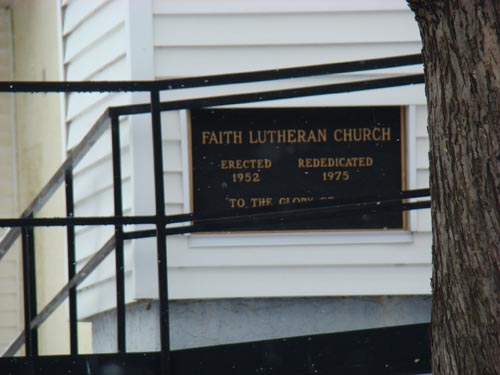 FAITH LUTHERAN CHURCH
ERECTED REDEDICATED
1952 1975
TO THE GLORY